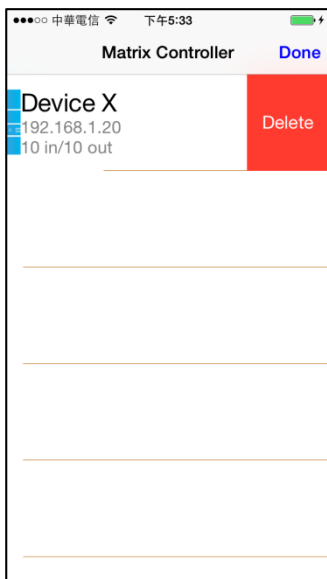 中華電信 下午5:33
Matrix Controller Done
Device X
192.168.1.20
10 in/10 out
Delete